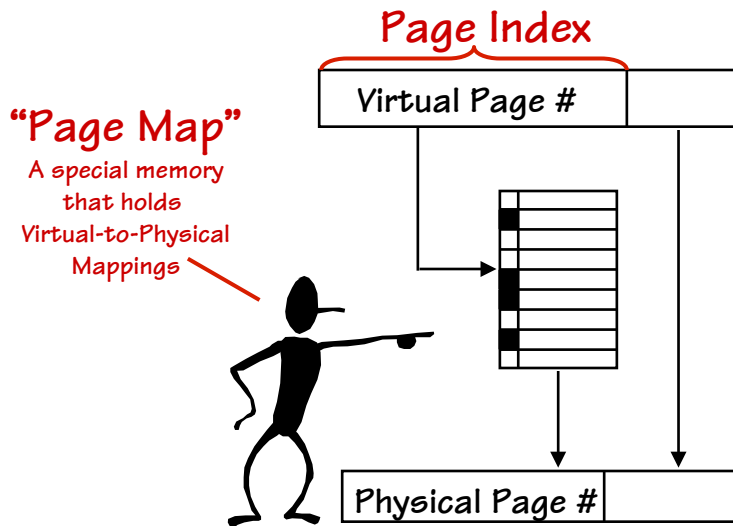 Page Index
Virtual Page #
“Page Map”
A special memory
that holds
Virtual-to-Physical
Mappings
Physical Page #